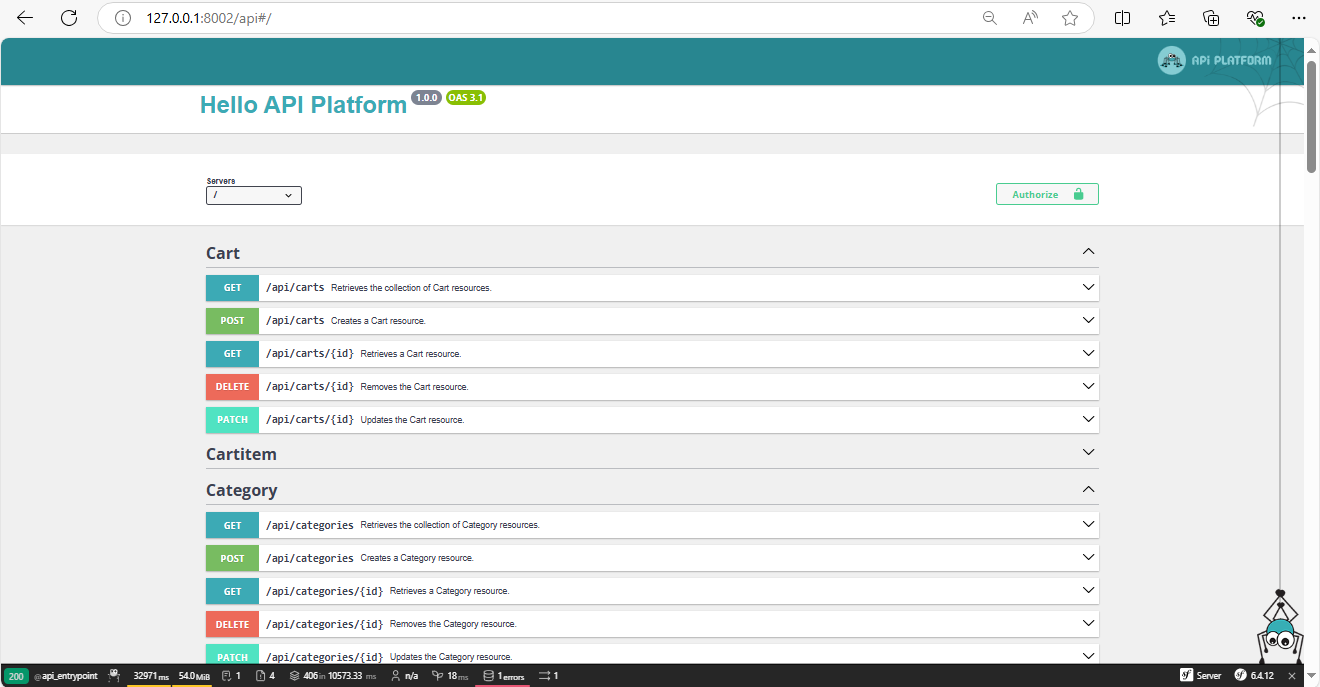 127.0.0.1:8002/api#/
API PLATFORM
Hello API Platform 1.0.0 OAS 3.1
Servers
/
Authorize
Cart
GET /api/carts Retrieves the collection of Cart resources.
POST /api/carts Creates a Cart resource.
GET /api/carts/{id} Retrieves a Cart resource.
DELETE /api/carts/{id} Removes the Cart resource.
PATCH /api/carts/{id} Updates the Cart resource.
Cartitem
Category
GET /api/categories Retrieves the collection of Category resources.
POST /api/categories Creates a Category resource.
GET /api/categories/{id} Retrieves a Category resource.
DELETE /api/categories/{id} Removes the Category resource.
PATCH /api/categories/{id} Updates the Category resource.
200 @api_entrypoint 32971 ms 54.0 MiB 1 4 406 in 10573.33 ms n/a 18 ms 1 errors 1 Server 6.4.12